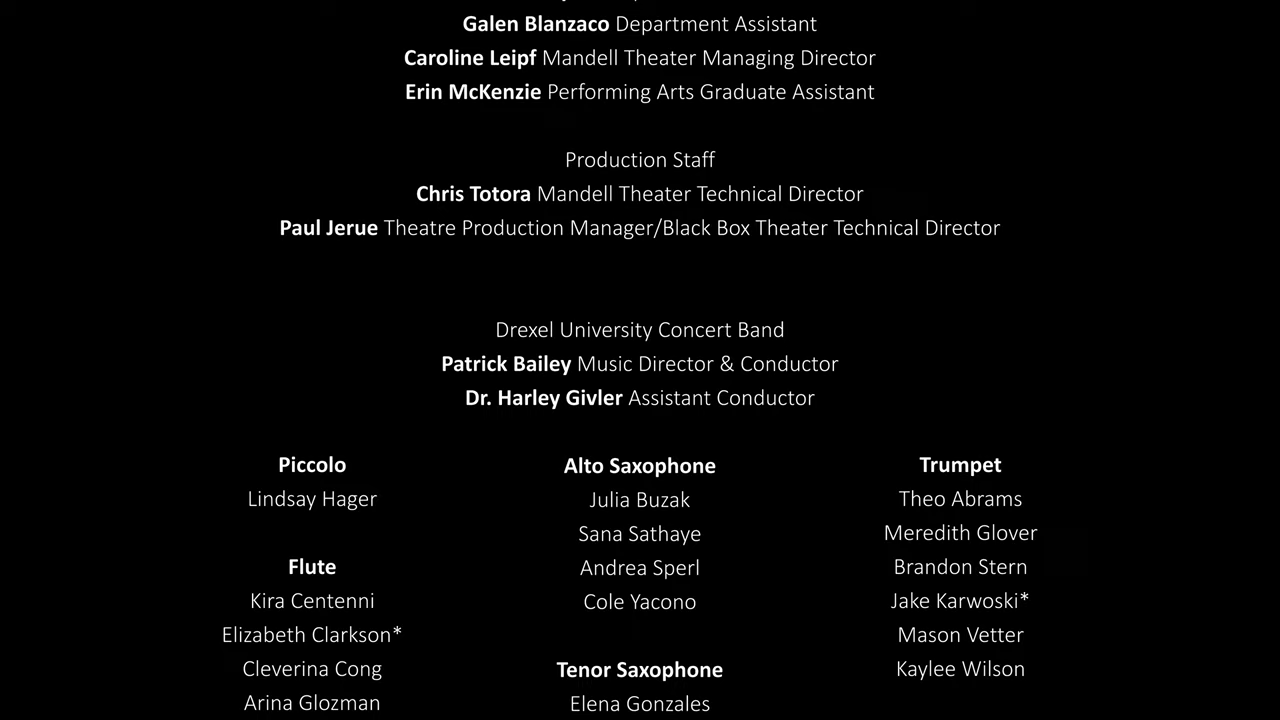 Galen Blanzaco Department Assistant
Caroline Leipf Mandell Theater Managing Director
Erin McKenzie Performing Arts Graduate Assistant
Production Staff
Chris Totora Mandell Theater Technical Director
Paul Jerue Theatre Production Manager/Black Box Theater Technical Director
Drexel University Concert Band
Patrick Bailey Music Director & Conductor
Dr. Harley Givler Assistant Conductor
Piccolo
Lindsay Hager
Flute
Kira Centenni
Elizabeth Clarkson*
Cleverina Cong
Arina Glozman
Alto Saxophone
Julia Buzak
Sana Sathaye
Andrea Sperl
Cole Yacono
Tenor Saxophone
Elena Gonzales
Trumpet
Theo Abrams
Meredith Glover
Brandon Stern
Jake Karwoski*
Mason Vetter
Kaylee Wilson